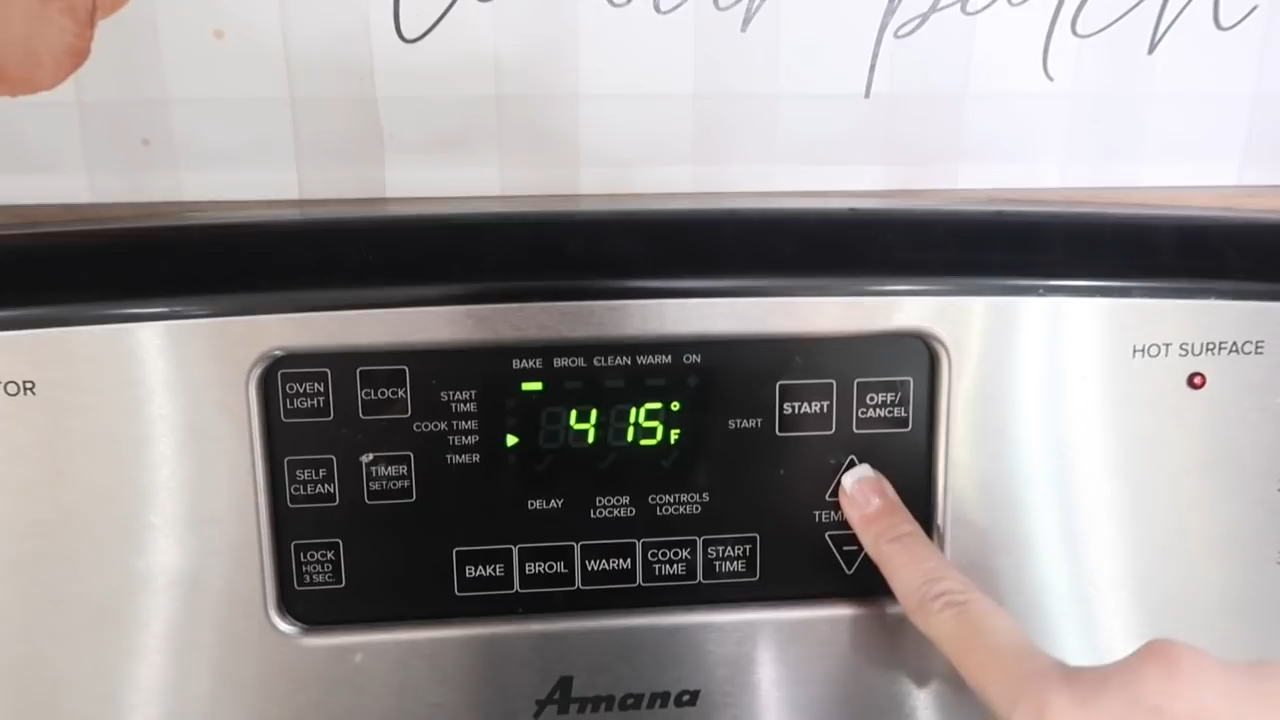 TOR
OVEN LIGHT
CLOCK
SELF CLEAN
TIMER SET/OFF
LOCK HOLD 3 SEC.
BAKE BROIL CLEAN WARM ON
START TIME
COOK TIME
TEMP
TIMER
415°F
START
DELAY
DOOR LOCKED
CONTROLS LOCKED
BAKE
BROIL
WARM
COOK TIME
START TIME
START
OFF/CANCEL
TEM
HOT SURFACE
Amana